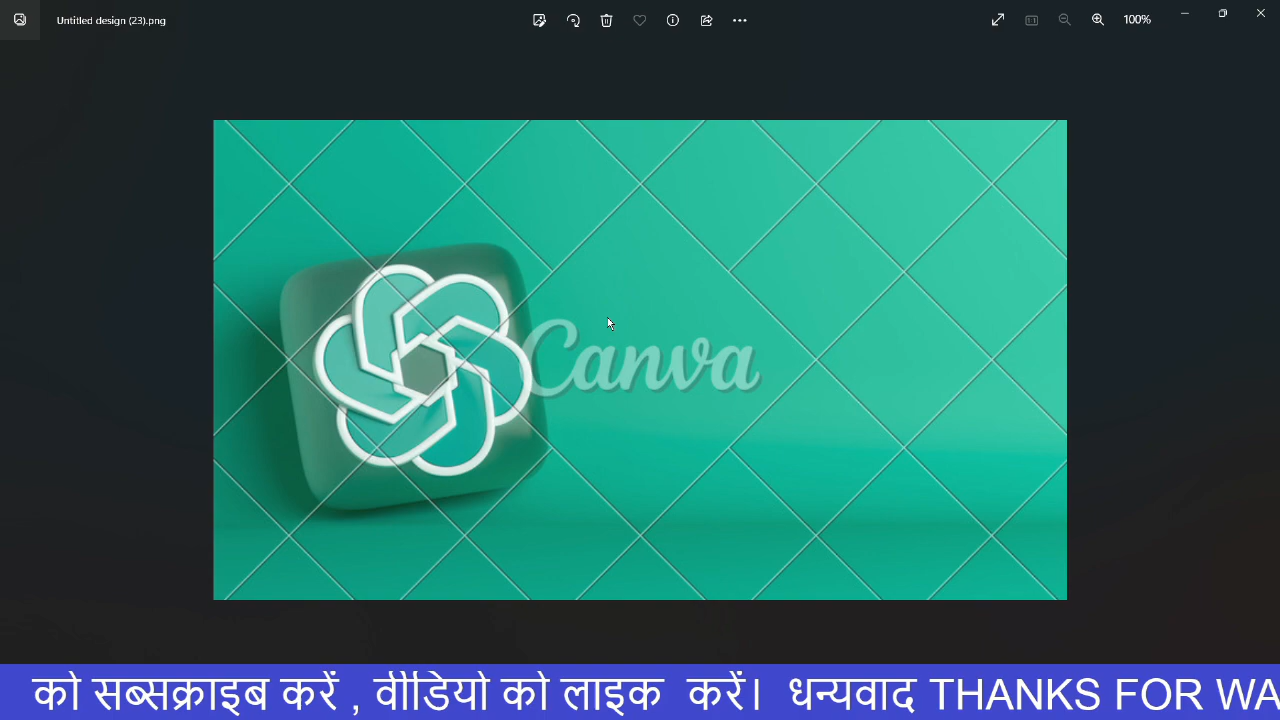 Untitled design (23).png
100%
Canva
को सब्सक्राइब करें , वीडियो को लाइक करें। धन्यवाद THANKS FOR WA